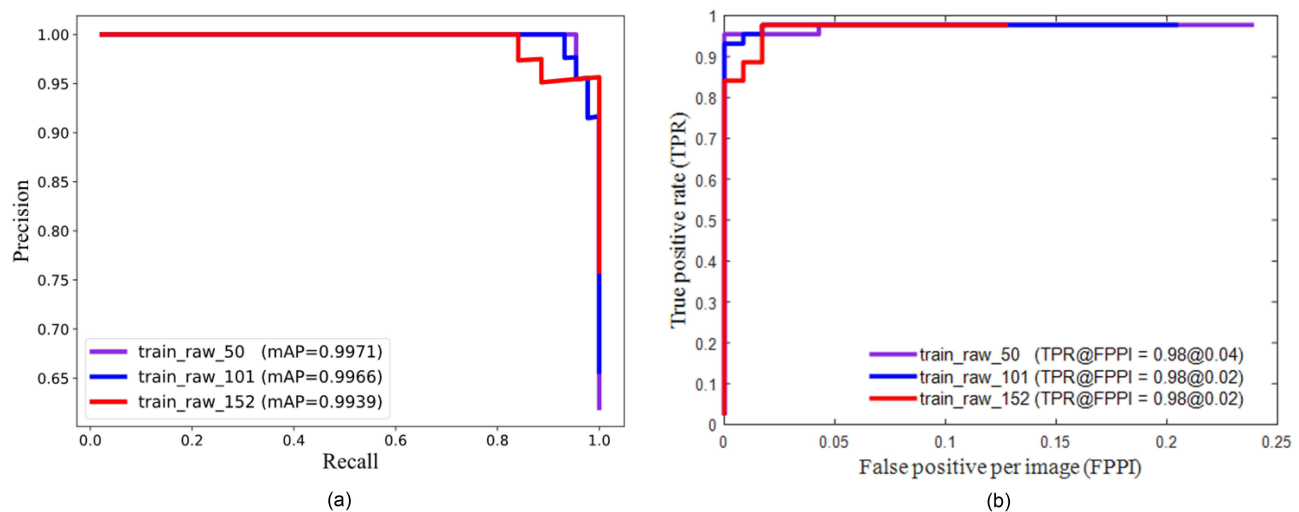 1.00
0.95
0.90
0.85
0.80
0.75
0.70
0.65
Precision
train_raw_50 (mAP=0.9971)
train_raw_101 (mAP=0.9966)
train_raw_152 (mAP=0.9939)
0.0 0.2 0.4 0.6 0.8 1.0
Recall
(a)
1
0.9
0.8
0.7
0.6
0.5
0.4
0.3
0.2
0.1
0
True positive rate (TPR)
train_raw_50 (TPR@FPPI = 0.98@0.04)
train_raw_101 (TPR@FPPI = 0.98@0.02)
train_raw_152 (TPR@FPPI = 0.98@0.02)
0 0.05 0.1 0.15 0.2 0.25
False positive per image (FPPI)
(b)